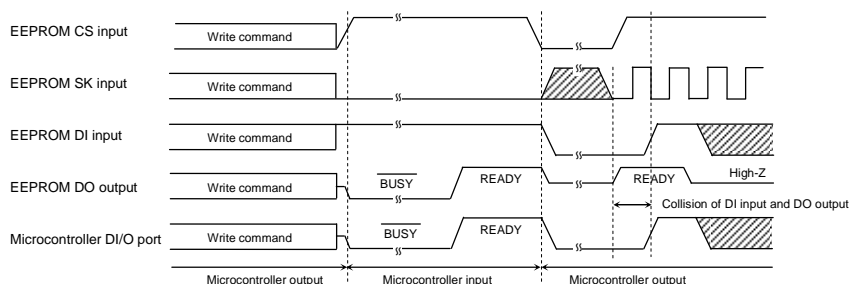 EEPROM CS input
Write command
EEPROM SK input
Write command
EEPROM DI input
Write command
EEPROM DO output
Write command
BUSY
READY
READY
High-Z
Collision of DI input and DO output
Microcontroller DI/O port
Write command
BUSY
READY
Microcontroller output
Microcontroller input
Microcontroller output